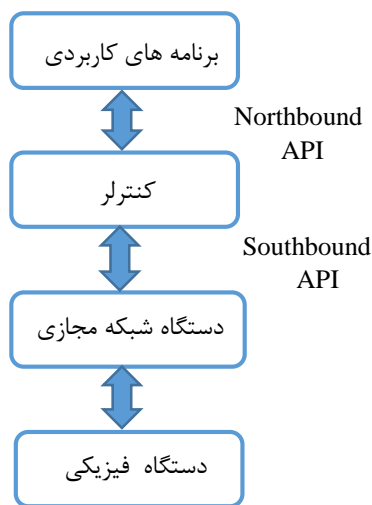 برنامه های کاربردی
Northbound
API
کنترلر
Southbound
API
دستگاه شبکه مجازی
دستگاه فیزیکی